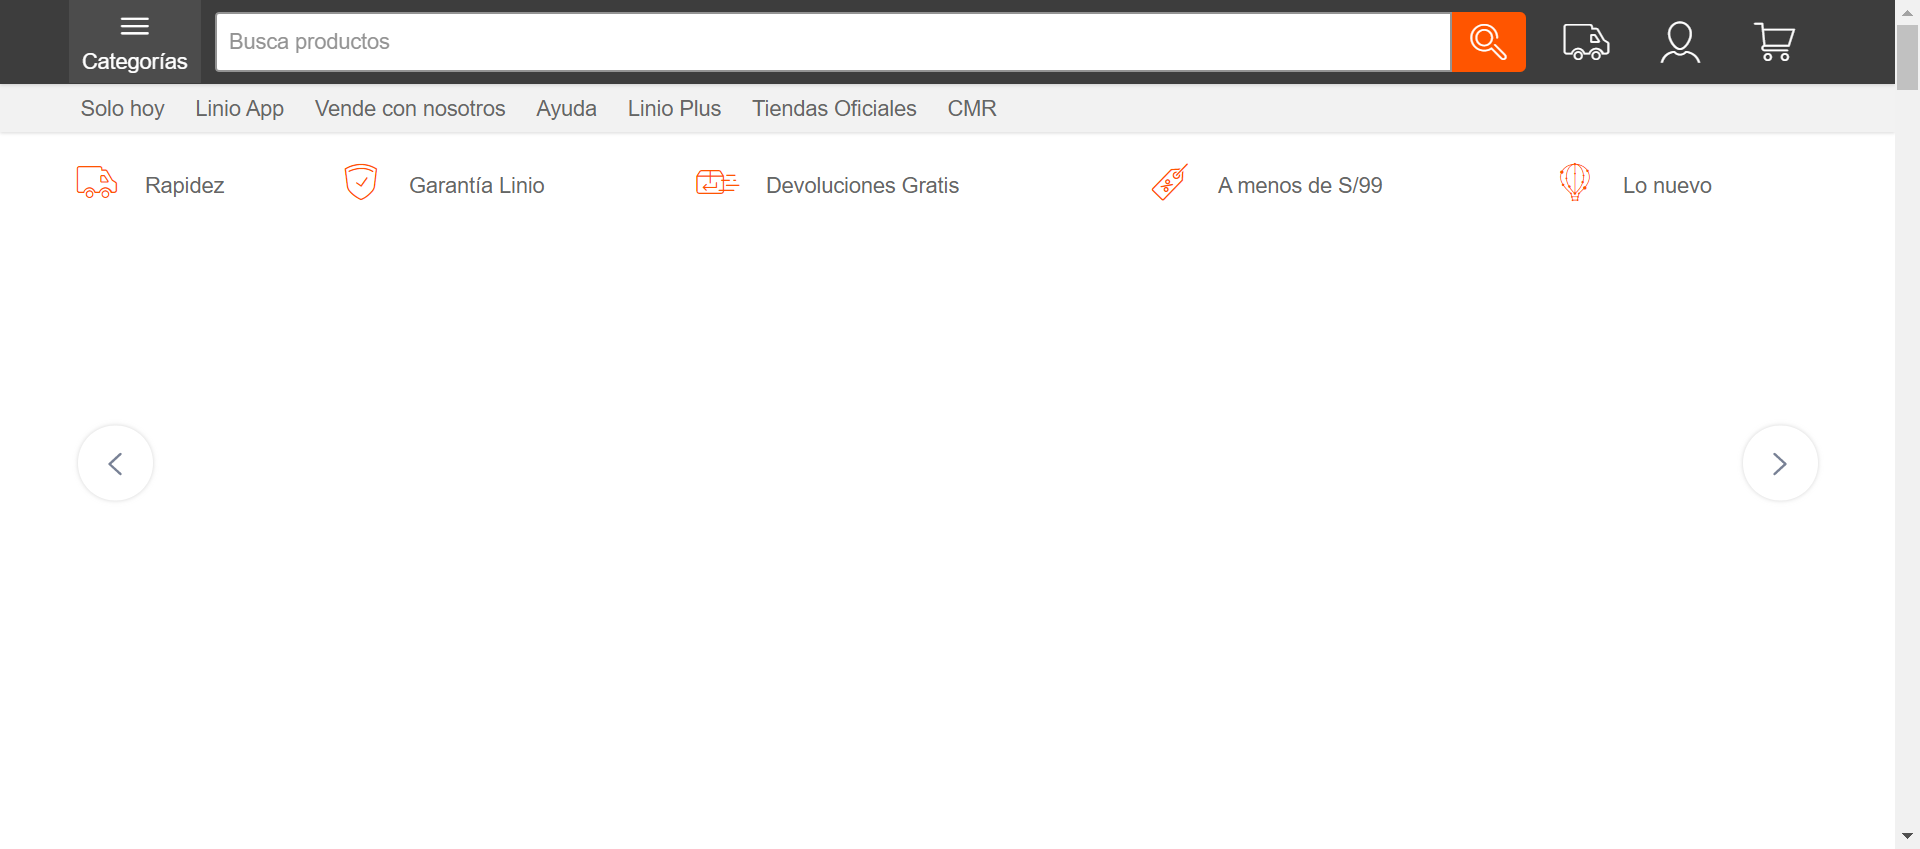 Categorías
Busca productos
Solo hoy Linio App Vende con nosotros Ayuda Linio Plus Tiendas Oficiales CMR
Rapidez Garantía Linio Devoluciones Gratis A menos de S/99 Lo nuevo